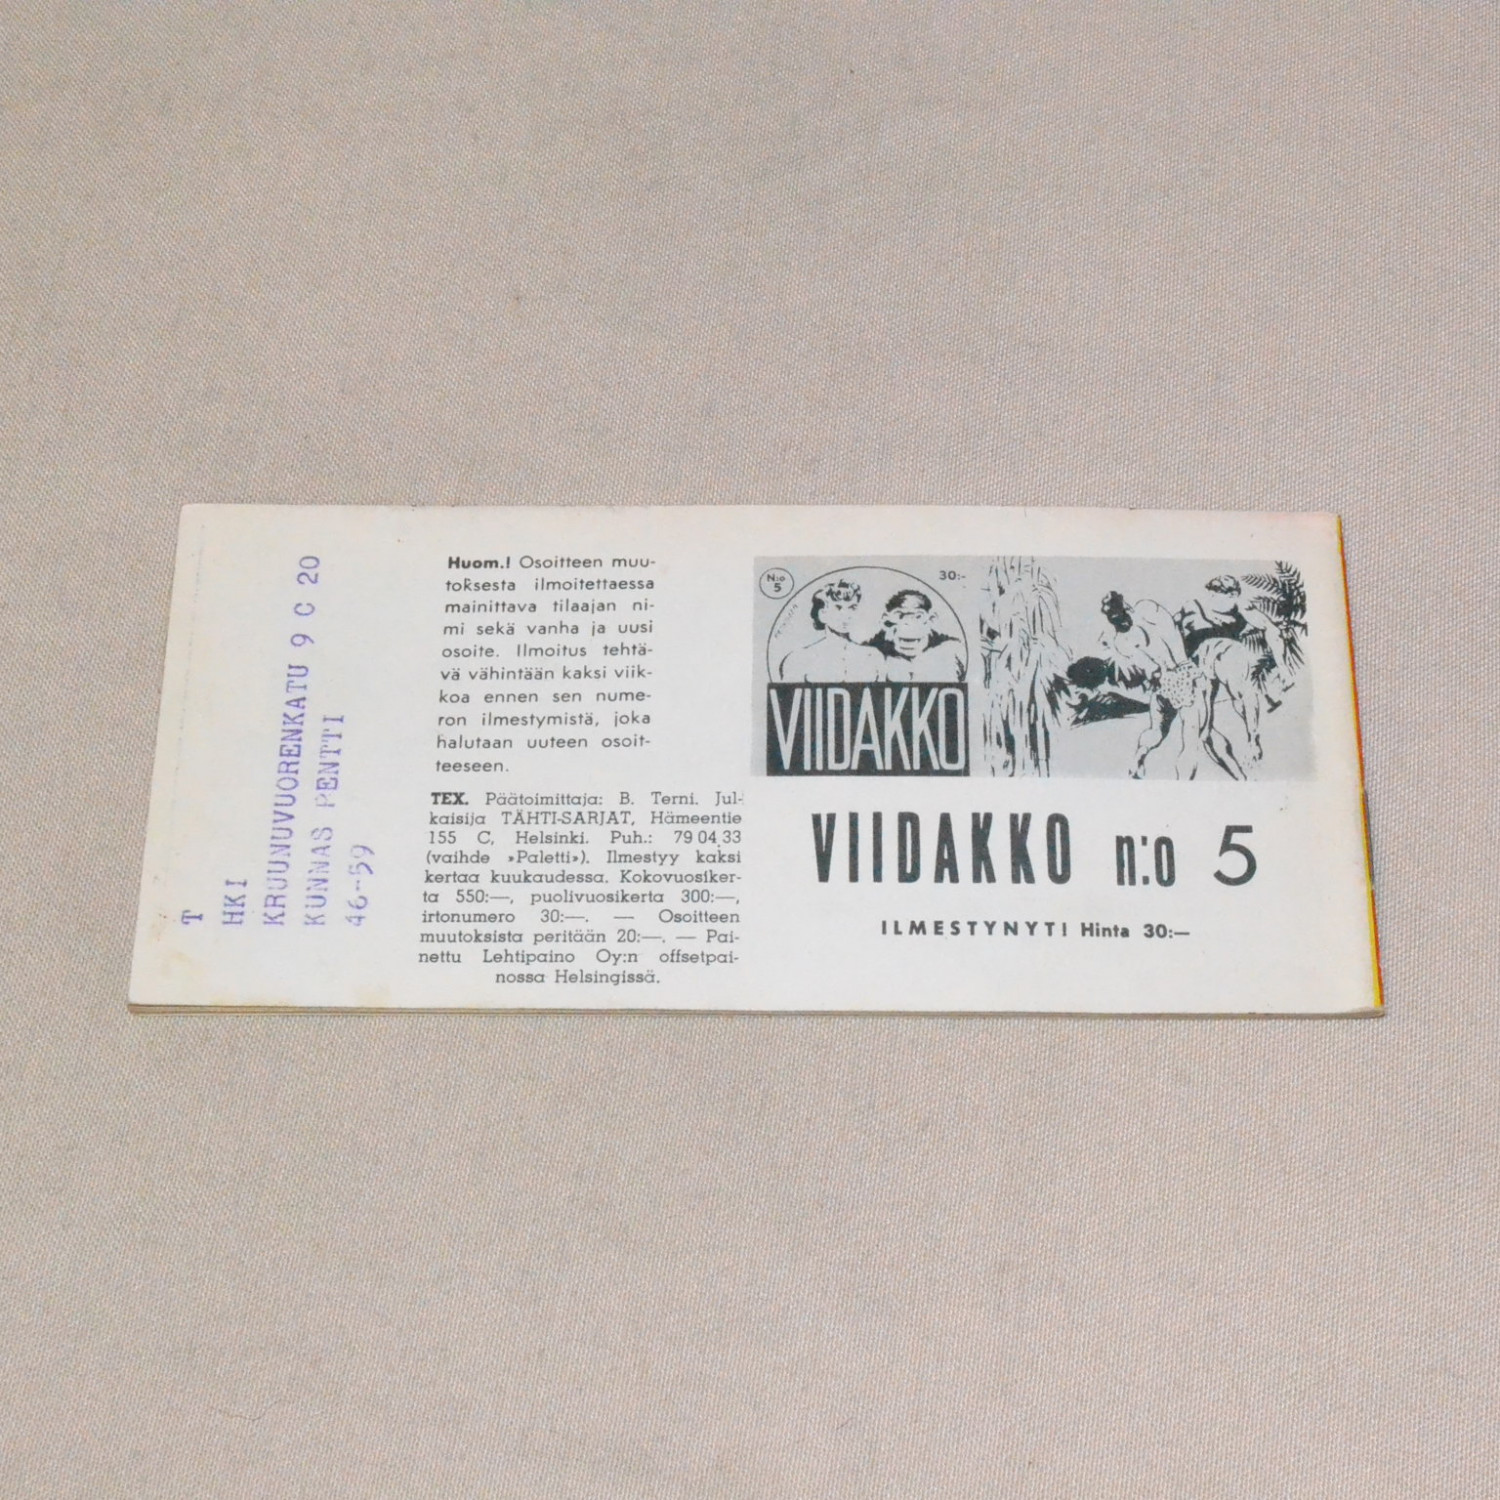 T
HKI
KRUUNUVUORENKATU 9 C 20
KUNNAS PENTTI
46-59
Huom.! Osoitteen muu-
toksesta ilmoitettaessa
mainittava tilaajan ni-
mi sekä vanha ja uusi
osoite. Ilmoitus tehtä-
vä vähintään kaksi viik-
koa ennen sen nume-
ron ilmestymistä, joka
halutaan uuteen osoit-
teeseen.
TEX. Päätoimittaja: B. Terni. Jul-
kaisija TÄHTI-SARJAT, Hämeentie
155 C, Helsinki. Puh.: 79 04 33
(vaihde »Paletti»). Ilmestyy kaksi
kertaa kuukaudessa. Kokovuosiker-
ta 550:—, puolivuosikerta 300:—,
irtonumero 30:—. — Osoitteen
muutoksista peritään 20:—. — Pai-
nettu Lehtipaino Oy:n offsetpai-
nossa Helsingissä.
N:o
5
30:-
VIIDAKKO
VIIDAKKO n:o 5
ILMESTYNYT! Hinta 30:—